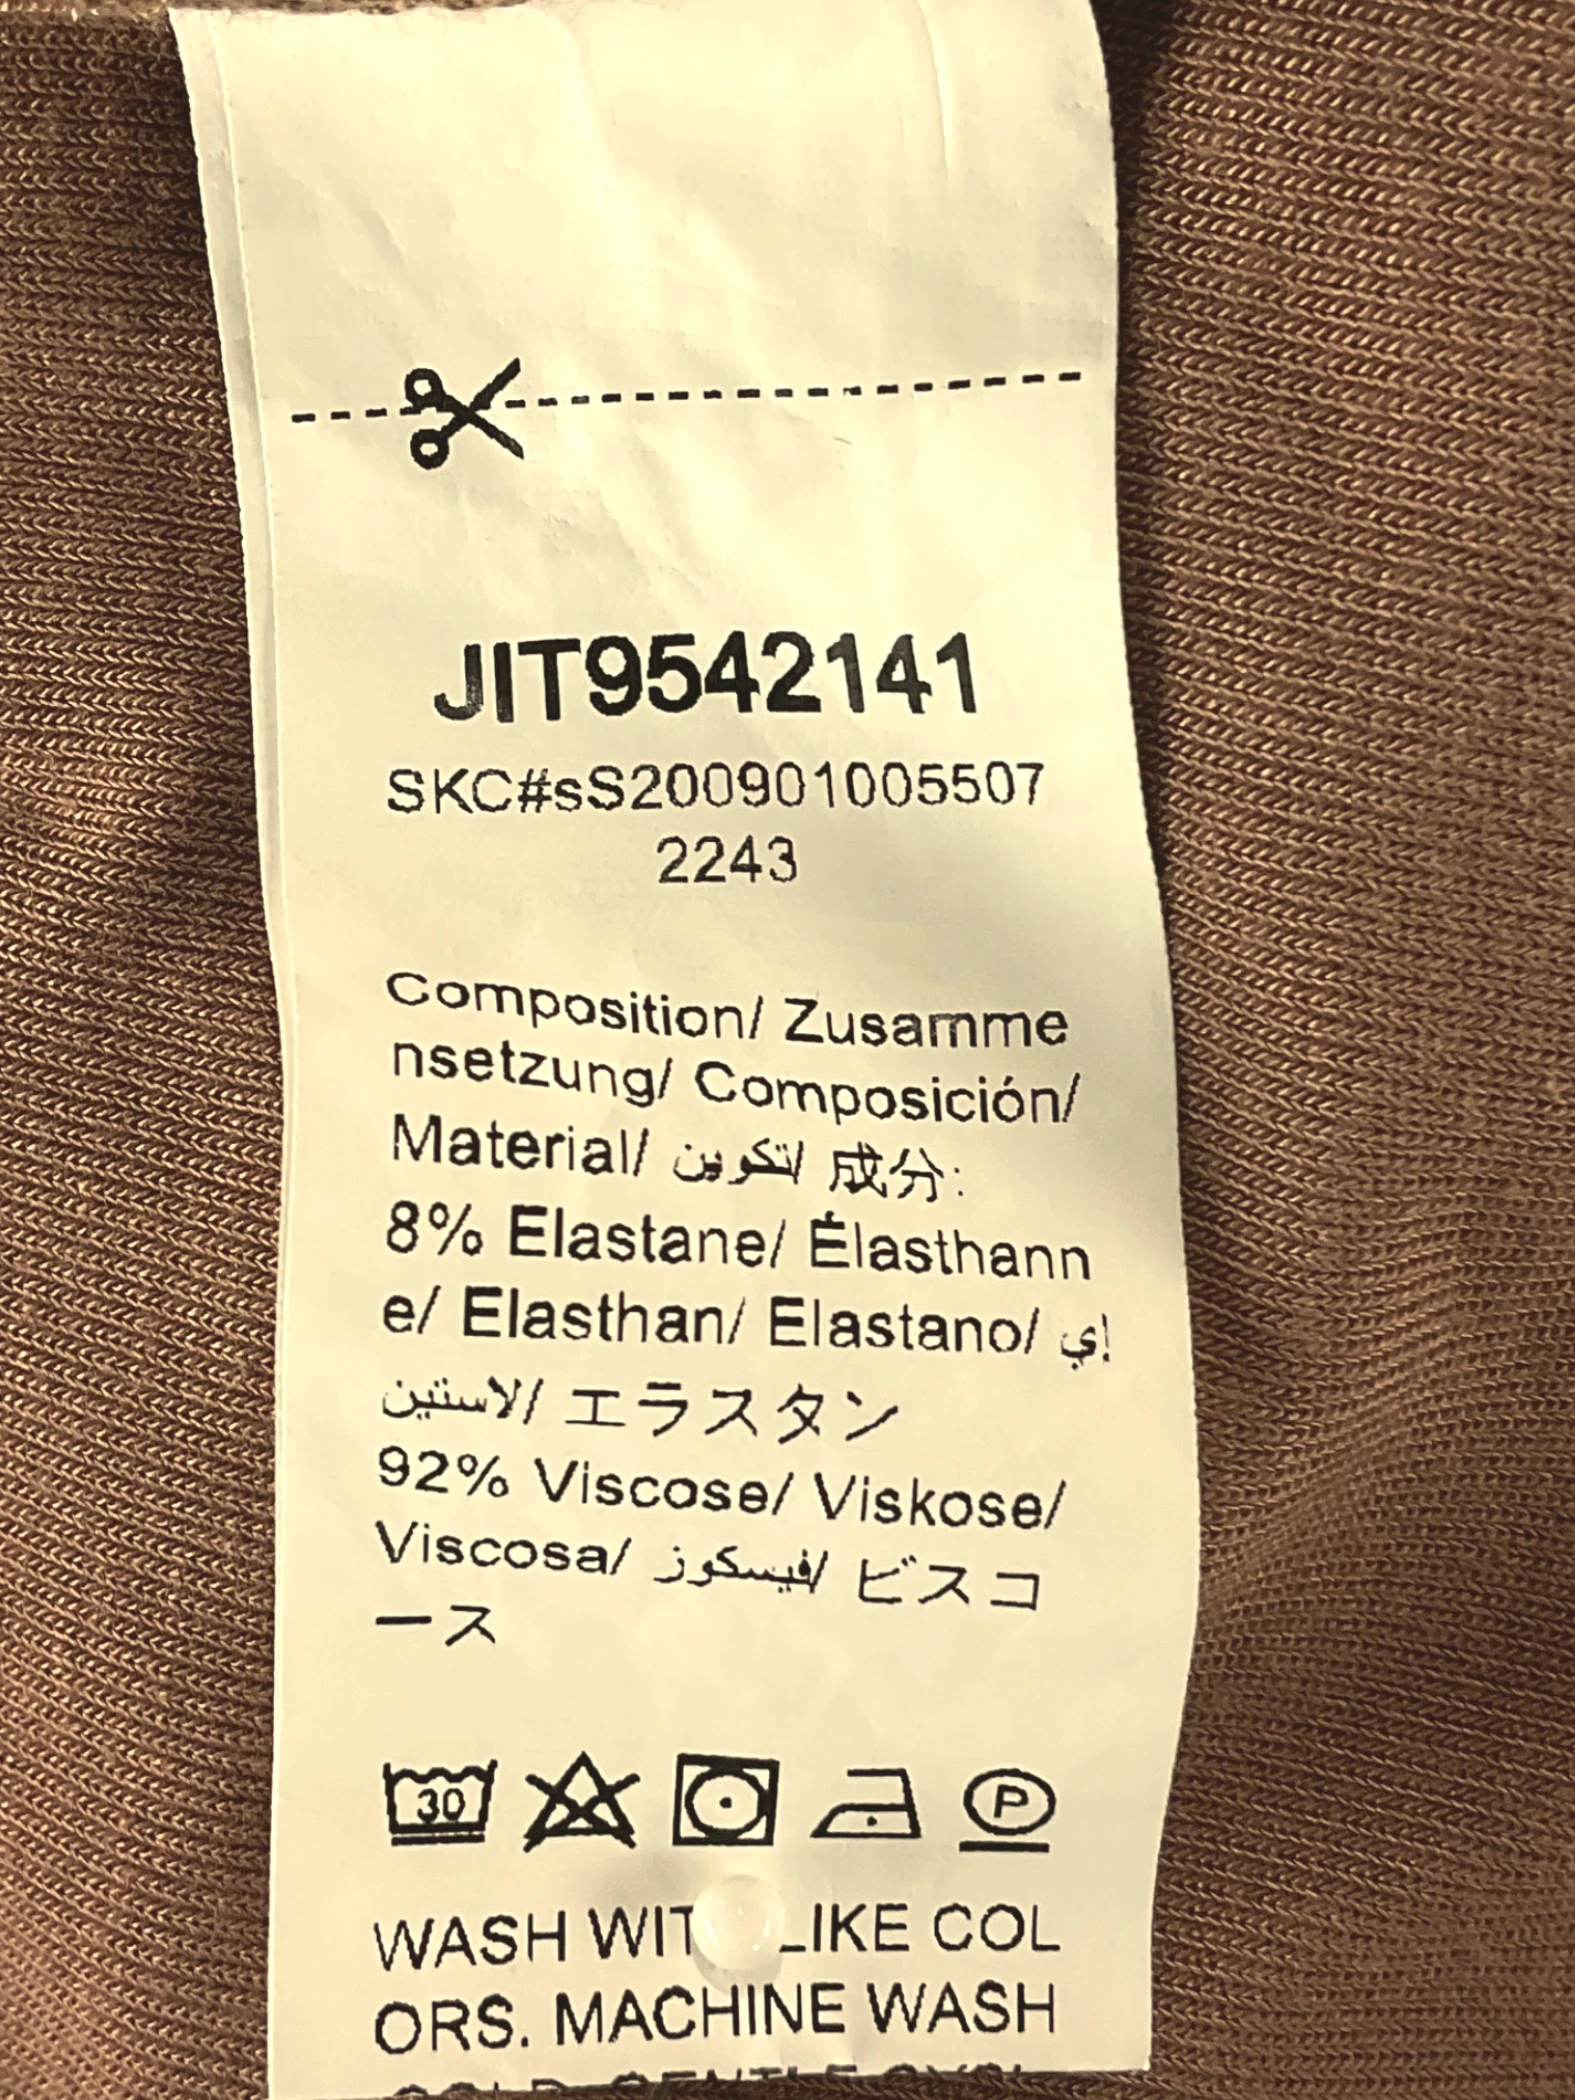 JIT9542141
SKC#sS200901005507
2243
Composition/ Zusamme
nsetzung/ Composición/
Material/ تكوين/ 成分:
8% Elastane/ Élasthann
e/ Elasthan/ Elastano/ إي
لاستين/ エラスタン
92% Viscose/ Viskose/
Viscosa/ فيسكوز/ ビスコ
ース
30 P
WASH LIKE COL
ORS. MACHINE WASH